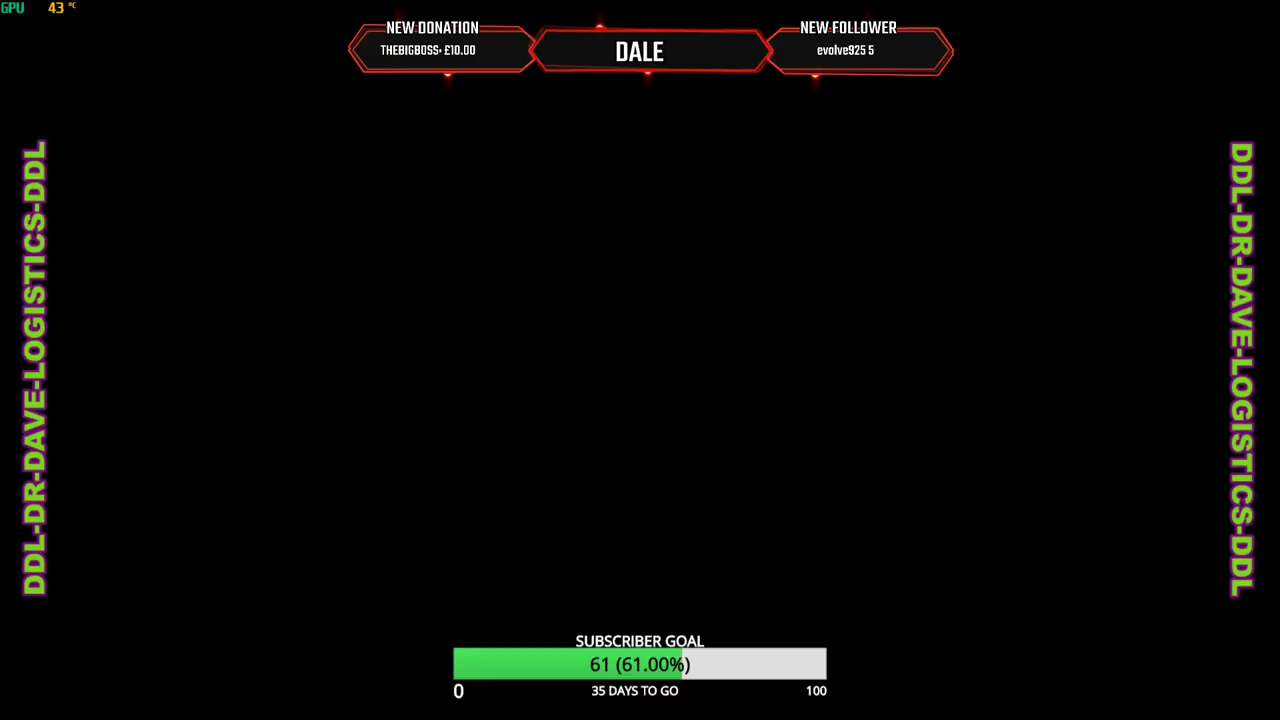 GPU 43 °C
NEW DONATION
THEBIGBOSS· £10.00
DALE
NEW FOLLOWER
evolve925 5
DDL-DR-DAVE-LOGISTICS-DDL
DDL-DR-DAVE-LOGISTICS-DDL
SUBSCRIBER GOAL
61 (61.00%)
0 35 DAYS TO GO 100